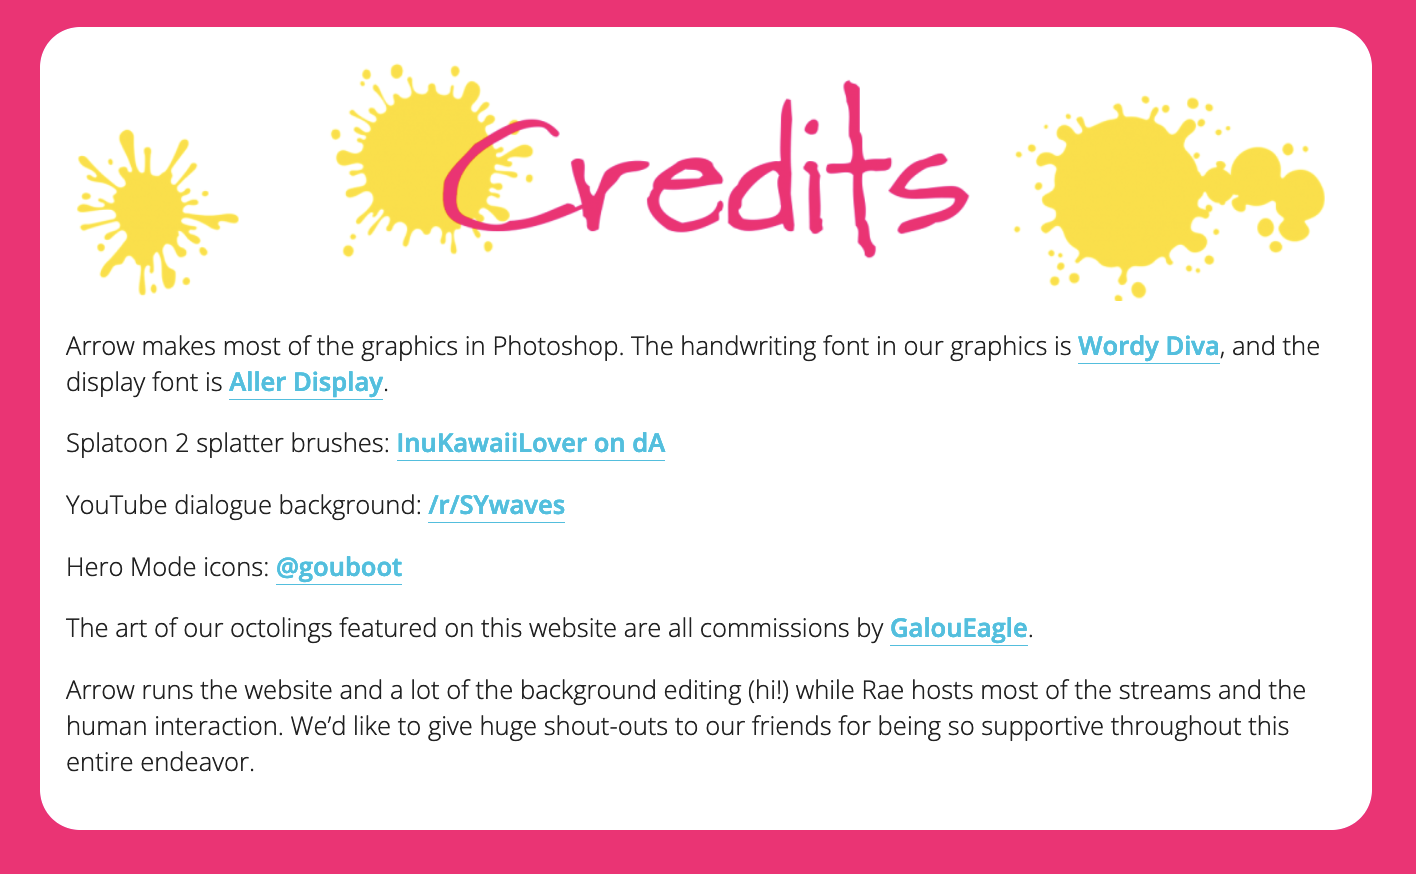 Credits
Arrow makes most of the graphics in Photoshop. The handwriting font in our graphics is Wordy Diva, and the
display font is Aller Display.
Splatoon 2 splatter brushes: InuKawaiiLover on dA
YouTube dialogue background: /r/SYwaves
Hero Mode icons: @gouboot
The art of our octolings featured on this website are all commissions by GalouEagle.
Arrow runs the website and a lot of the background editing (hi!) while Rae hosts most of the streams and the
human interaction. We’d like to give huge shout-outs to our friends for being so supportive throughout this
entire endeavor.